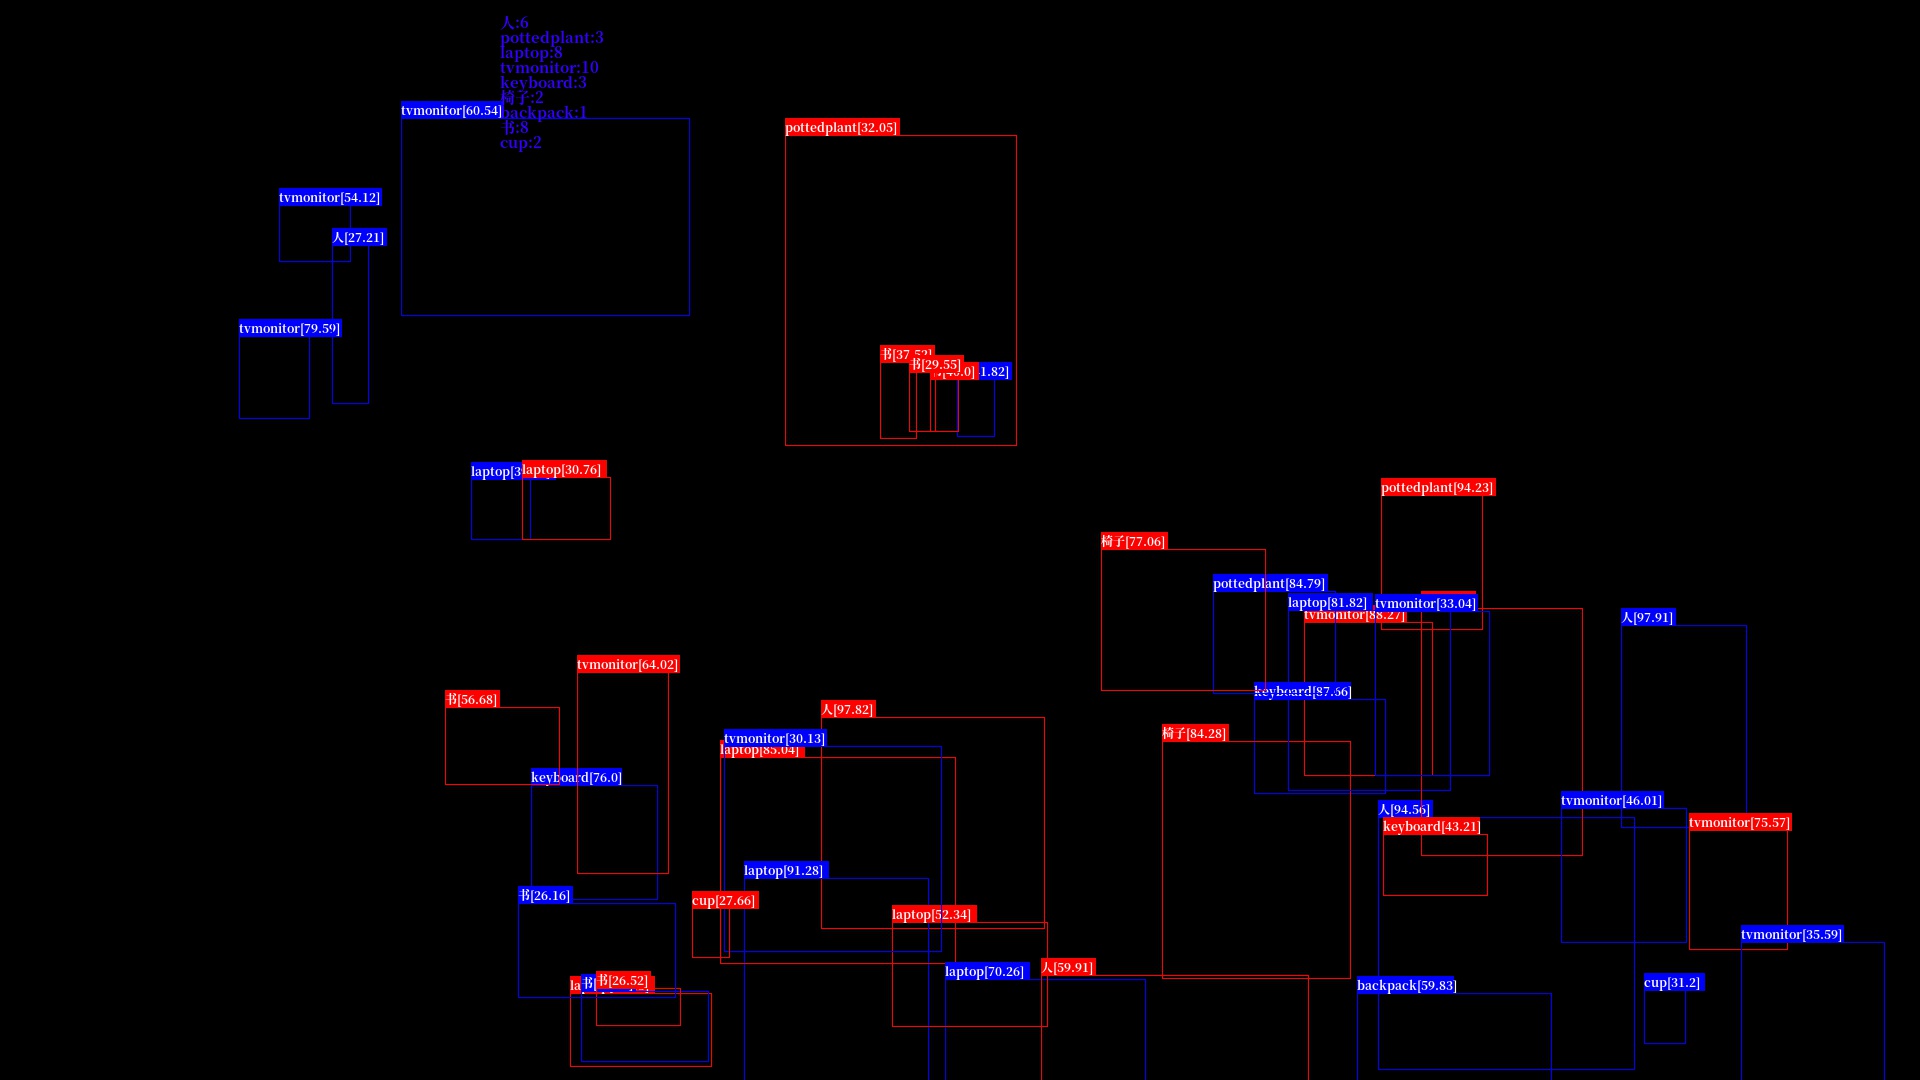 人:6
pottedplant:3
laptop:8
tvmonitor:10
keyboard:3
椅子:2
backpack:1
书:8
cup:2
tvmonitor[60.54]
pottedplant[32.05]
tvmonitor[54.12]
人[27.21]
tvmonitor[79.59]
书[37.52]
书[29.55]
1.82]
laptop[3
laptop[30.76]
pottedplant[94.23]
椅子[77.06]
pottedplant[84.79]
laptop[81.82]
tvmonitor[33.04]
tvmonitor[88.27]
人[97.91]
tvmonitor[64.02]
keyboard[87.66]
书[56.68]
人[97.82]
椅子[84.28]
tvmonitor[30.13]
laptop[85.04]
keyboard[76.0]
tvmonitor[46.01]
人[94.56]
tvmonitor[75.57]
keyboard[43.21]
laptop[91.28]
书[26.16]
cup[27.66]
laptop[52.34]
tvmonitor[35.59]
人[59.91]
laptop[70.26]
书[26.52]
cup[31.2]
backpack[59.83]
la
书[